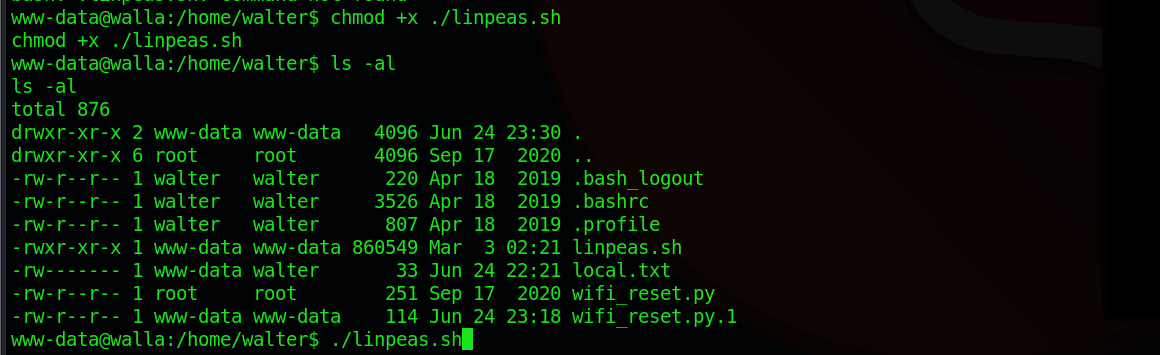 bash: ./linpeas.sh: command not found
www-data@walla:/home/walter$ chmod +x ./linpeas.sh
chmod +x ./linpeas.sh
www-data@walla:/home/walter$ ls -al
ls -al
total 876
drwxr-xr-x 2 www-data www-data   4096 Jun 24 23:30 .
drwxr-xr-x 6 root     root       4096 Sep 17  2020 ..
-rw-r--r-- 1 walter   walter      220 Apr 18  2019 .bash_logout
-rw-r--r-- 1 walter   walter     3526 Apr 18  2019 .bashrc
-rw-r--r-- 1 walter   walter      807 Apr 18  2019 .profile
-rwxr-xr-x 1 www-data www-data 860549 Mar  3 02:21 linpeas.sh
-rw------- 1 www-data walter       33 Jun 24 22:21 local.txt
-rw-r--r-- 1 root     root        251 Sep 17  2020 wifi_reset.py
-rw-r--r-- 1 www-data www-data    114 Jun 24 23:18 wifi_reset.py.1
www-data@walla:/home/walter$ ./linpeas.sh